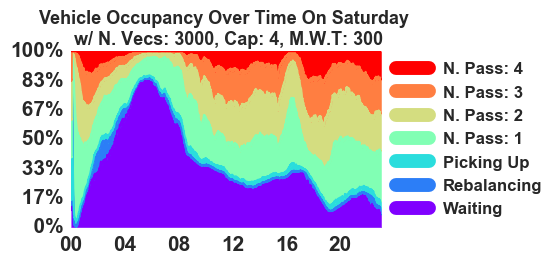 Vehicle Occupancy Over Time On Saturday
w/ N. Vecs: 3000, Cap: 4, M.W.T: 300
100%
83%
67%
50%
33%
17%
0%
00 04 08 12 16 20
N. Pass: 4
N. Pass: 3
N. Pass: 2
N. Pass: 1
Picking Up
Rebalancing
Waiting